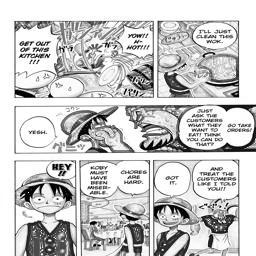 GET OUT
OF THIS
KITCHEN
!!!
YOW!!
H-
HOT!!!
I'LL JUST
CLEAN THIS
WOK.
YESH.
JUST
ASK THE
CUSTOMERS
WHAT THEY
WANT TO
EAT! THINK
YOU CAN DO
THAT?
GO TAKE
ORDERS!
HEY
!!
KOBY
MUST
HAVE
BEEN
MISER-
ABLE.
CHORES
ARE
HARD.
GOT
IT.
AND
TREAT THE
CUSTOMERS
LIKE I TOLD
YOU!!